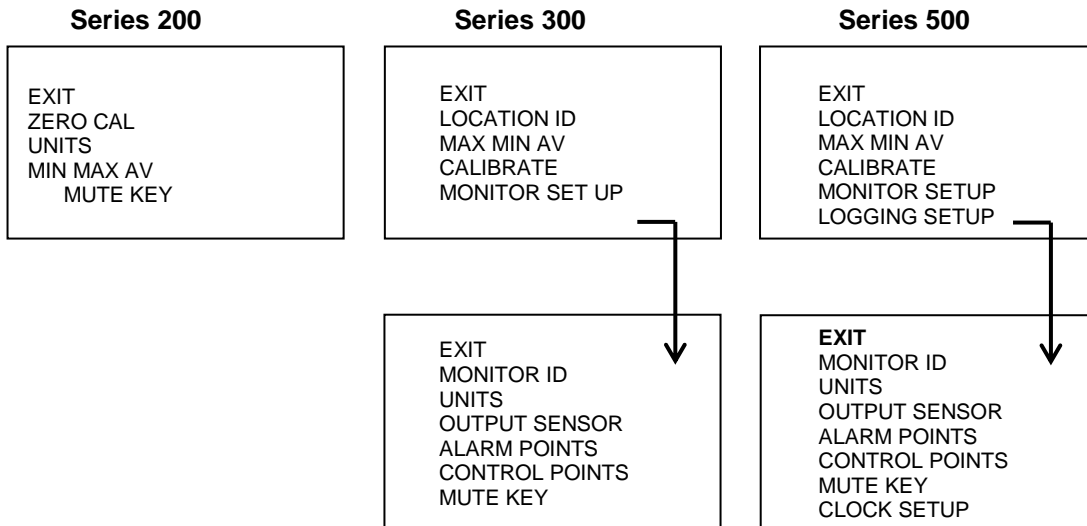 Series 200
EXIT
ZERO CAL
UNITS
MIN MAX AV
MUTE KEY
Series 300
EXIT
LOCATION ID
MAX MIN AV
CALIBRATE
MONITOR SET UP
EXIT
MONITOR ID
UNITS
OUTPUT SENSOR
ALARM POINTS
CONTROL POINTS
MUTE KEY
Series 500
EXIT
LOCATION ID
MAX MIN AV
CALIBRATE
MONITOR SETUP
LOGGING SETUP
EXIT
MONITOR ID
UNITS
OUTPUT SENSOR
ALARM POINTS
CONTROL POINTS
MUTE KEY
CLOCK SETUP